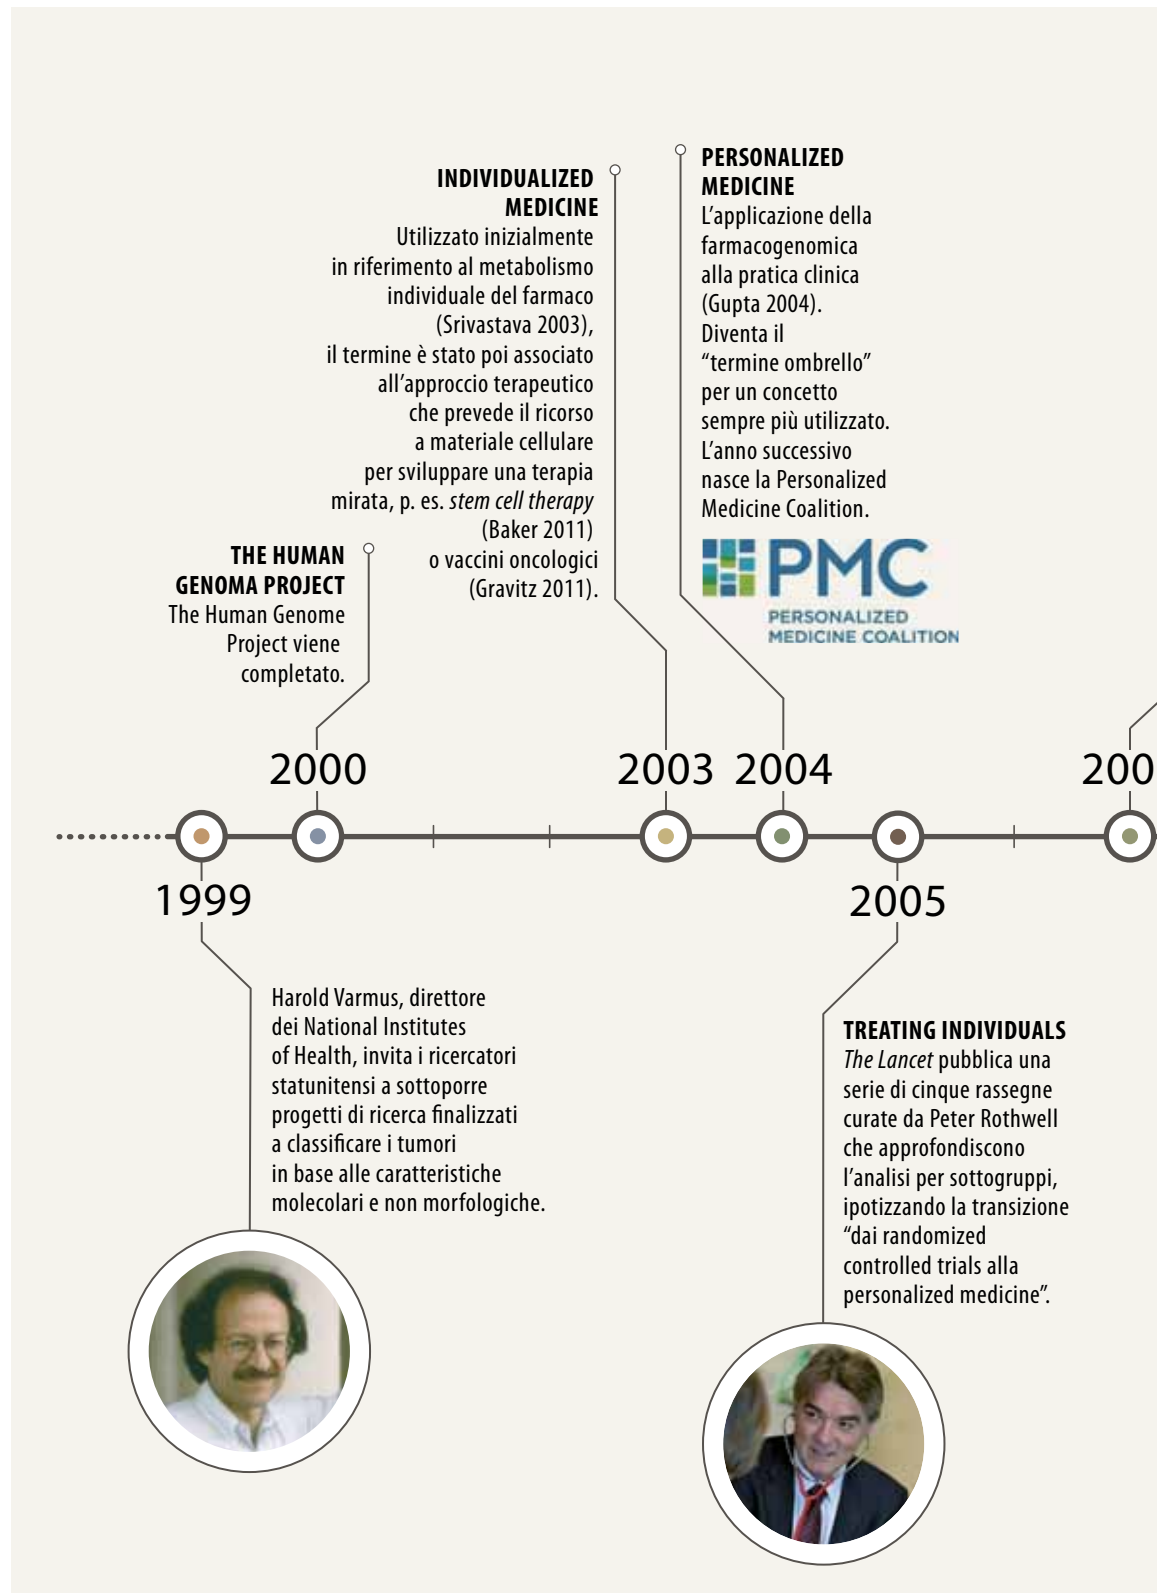 INDIVIDUALIZED
MEDICINE
Utilizzato inizialmente
in riferimento al metabolismo
individuale del farmaco
(Srivastava 2003),
il termine è stato poi associato
all’approccio terapeutico
che prevede il ricorso
a materiale cellulare
per sviluppare una terapia
mirata, p. es. stem cell therapy
(Baker 2011)
o vaccini oncologici
(Gravitz 2011).
PERSONALIZED
MEDICINE
L’applicazione della
farmacogenomica
alla pratica clinica
(Gupta 2004).
Diventa il
“termine ombrello”
per un concetto
sempre più utilizzato.
L’anno successivo
nasce la Personalized
Medicine Coalition.
PMC
PERSONALIZED
MEDICINE COALITION
THE HUMAN
GENOMA PROJECT
The Human Genome
Project viene
completato.
2000
2003
2004
200
1999
2005
Harold Varmus, direttore
dei National Institutes
of Health, invita i ricercatori
statunitensi a sottoporre
progetti di ricerca finalizzati
a classificare i tumori
in base alle caratteristiche
molecolari e non morfologiche.
TREATING INDIVIDUALS
The Lancet pubblica una
serie di cinque rassegne
curate da Peter Rothwell
che approfondiscono
l’analisi per sottogruppi,
ipotizzando la transizione
“dai randomized
controlled trials alla
personalized medicine”.